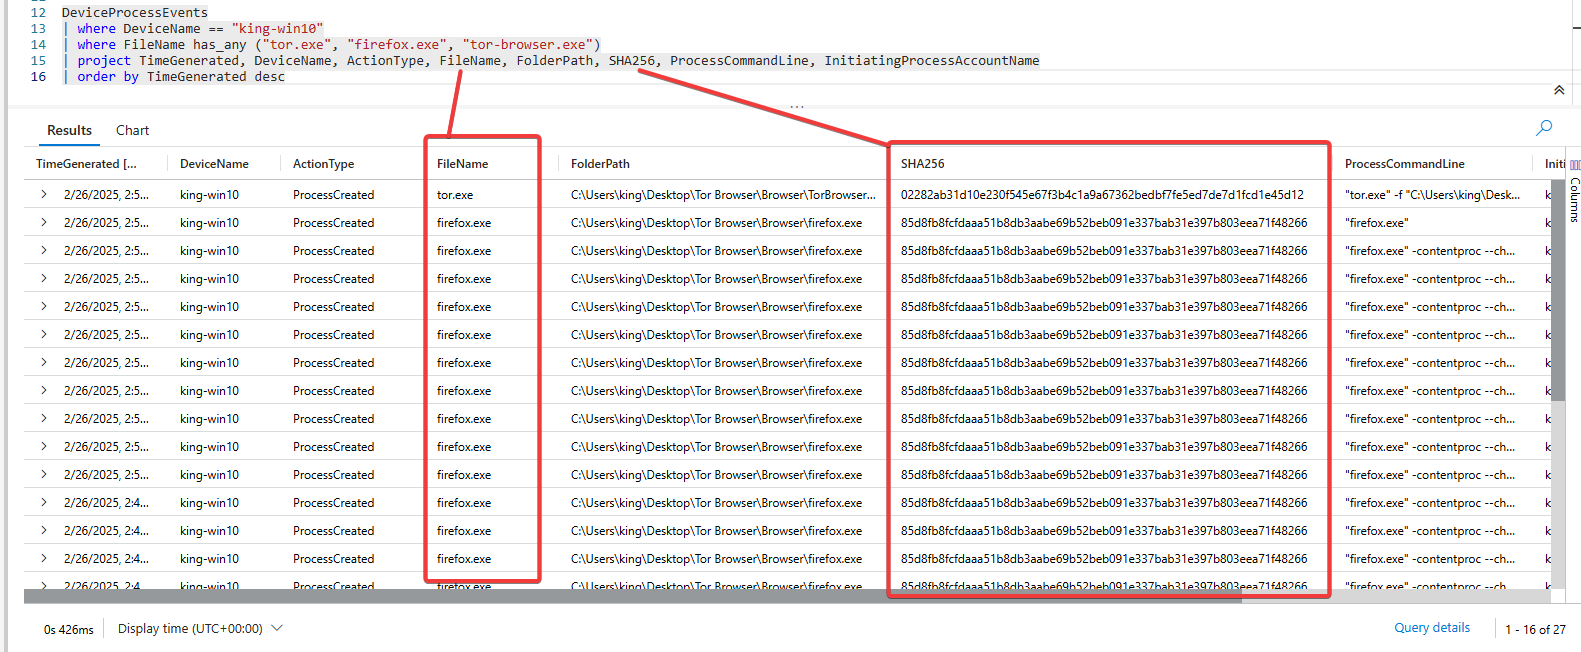 12 DeviceProcessEvents
13 | where DeviceName == "king-win10"
14 | where FileName has_any ("tor.exe", "firefox.exe", "tor-browser.exe")
15 | project TimeGenerated, DeviceName, ActionType, FileName, FolderPath, SHA256, ProcessCommandLine, InitiatingProcessAccountName
16 | order by TimeGenerated desc
...
Results Chart
TimeGenerated [... DeviceName ActionType FileName FolderPath SHA256 ProcessCommandLine Initi
Columns
2/26/2025, 2:5... king-win10 ProcessCreated tor.exe C:\Users\king\Desktop\Tor Browser\Browser\TorBrowser... 02282ab31d10e230f545e67f3b4c1a9a67362bedbf7fe5ed7de7d1fcd1e45d12 "tor.exe" -f "C:\Users\king\Desk... k
2/26/2025, 2:5... king-win10 ProcessCreated firefox.exe C:\Users\king\Desktop\Tor Browser\Browser\firefox.exe 85d8fb8fcfdaaa51b8db3aabe69b52beb091e337bab31e397b803eea71f48266 "firefox.exe" k
2/26/2025, 2:5... king-win10 ProcessCreated firefox.exe C:\Users\king\Desktop\Tor Browser\Browser\firefox.exe 85d8fb8fcfdaaa51b8db3aabe69b52beb091e337bab31e397b803eea71f48266 "firefox.exe" -contentproc --ch... k
2/26/2025, 2:5... king-win10 ProcessCreated firefox.exe C:\Users\king\Desktop\Tor Browser\Browser\firefox.exe 85d8fb8fcfdaaa51b8db3aabe69b52beb091e337bab31e397b803eea71f48266 "firefox.exe" -contentproc --ch... k
2/26/2025, 2:5... king-win10 ProcessCreated firefox.exe C:\Users\king\Desktop\Tor Browser\Browser\firefox.exe 85d8fb8fcfdaaa51b8db3aabe69b52beb091e337bab31e397b803eea71f48266 "firefox.exe" -contentproc --ch... k
2/26/2025, 2:5... king-win10 ProcessCreated firefox.exe C:\Users\king\Desktop\Tor Browser\Browser\firefox.exe 85d8fb8fcfdaaa51b8db3aabe69b52beb091e337bab31e397b803eea71f48266 "firefox.exe" -contentproc --ch... k
2/26/2025, 2:5... king-win10 ProcessCreated firefox.exe C:\Users\king\Desktop\Tor Browser\Browser\firefox.exe 85d8fb8fcfdaaa51b8db3aabe69b52beb091e337bab31e397b803eea71f48266 "firefox.exe" -contentproc --ch... k
2/26/2025, 2:5... king-win10 ProcessCreated firefox.exe C:\Users\king\Desktop\Tor Browser\Browser\firefox.exe 85d8fb8fcfdaaa51b8db3aabe69b52beb091e337bab31e397b803eea71f48266 "firefox.exe" -contentproc --ch... k
2/26/2025, 2:5... king-win10 ProcessCreated firefox.exe C:\Users\king\Desktop\Tor Browser\Browser\firefox.exe 85d8fb8fcfdaaa51b8db3aabe69b52beb091e337bab31e397b803eea71f48266 "firefox.exe" -contentproc --ch... k
2/26/2025, 2:5... king-win10 ProcessCreated firefox.exe C:\Users\king\Desktop\Tor Browser\Browser\firefox.exe 85d8fb8fcfdaaa51b8db3aabe69b52beb091e337bab31e397b803eea71f48266 "firefox.exe" -contentproc --ch... k
2/26/2025, 2:5... king-win10 ProcessCreated firefox.exe C:\Users\king\Desktop\Tor Browser\Browser\firefox.exe 85d8fb8fcfdaaa51b8db3aabe69b52beb091e337bab31e397b803eea71f48266 "firefox.exe" -contentproc --ch... k
2/26/2025, 2:4... king-win10 ProcessCreated firefox.exe C:\Users\king\Desktop\Tor Browser\Browser\firefox.exe 85d8fb8fcfdaaa51b8db3aabe69b52beb091e337bab31e397b803eea71f48266 "firefox.exe" -contentproc --ch... k
2/26/2025, 2:4... king-win10 ProcessCreated firefox.exe C:\Users\king\Desktop\Tor Browser\Browser\firefox.exe 85d8fb8fcfdaaa51b8db3aabe69b52beb091e337bab31e397b803eea71f48266 "firefox.exe" -contentproc --ch... k
2/26/2025, 2:4... king-win10 ProcessCreated firefox.exe C:\Users\king\Desktop\Tor Browser\Browser\firefox.exe 85d8fb8fcfdaaa51b8db3aabe69b52beb091e337bab31e397b803eea71f48266 "firefox.exe" -contentproc --ch... k
2/26/2025, 2:4 king-win10 ProcessCreated firefox.exe C:\Users\king\Desktop\Tor Browser\Browser\firefox.exe 85d8fb8fcfdaaa51b8db3aabe69b52beb091e337bab31e397b803eea71f48266 "firefox.exe" -contentproc --ch k
0s 426ms Display time (UTC+00:00) Query details 1 - 16 of 27